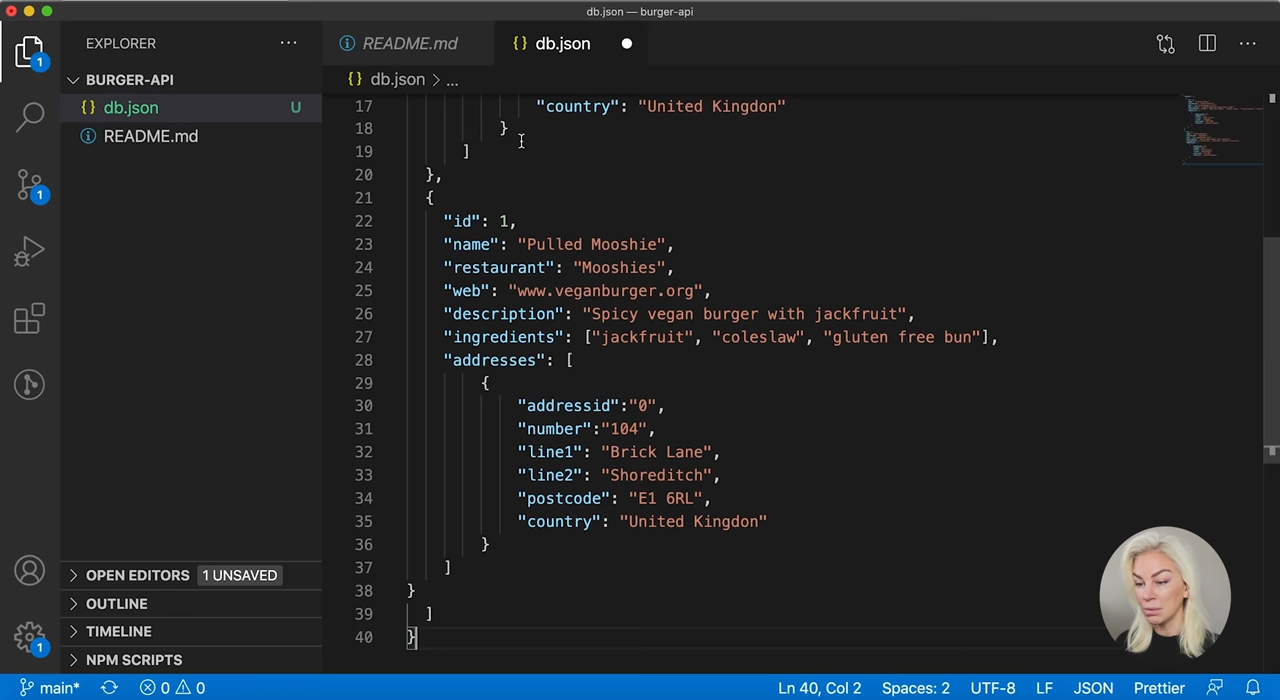 db.json — burger-api
EXPLORER
README.md
db.json
1
BURGER-API
db.json > ...
db.json U
README.md
1
17 "country": "United Kingdon"
18 }
19 ]
20 },
21 {
22 "id": 1,
23 "name": "Pulled Mooshie",
24 "restaurant": "Mooshies",
25 "web": "www.veganburger.org",
26 "description": "Spicy vegan burger with jackfruit",
27 "ingredients": ["jackfruit", "coleslaw", "gluten free bun"],
28 "addresses": [
29 {
30 "addressid":"0",
31 "number":"104",
32 "line1": "Brick Lane",
33 "line2": "Shoreditch",
34 "postcode": "E1 6RL",
35 "country": "United Kingdon"
36 }
37 ]
38 }
39 ]
40 }
OPEN EDITORS 1 UNSAVED
OUTLINE
TIMELINE
NPM SCRIPTS
1
main* 0 0 Ln 40, Col 2 Spaces: 2 UTF-8 LF JSON Prettier